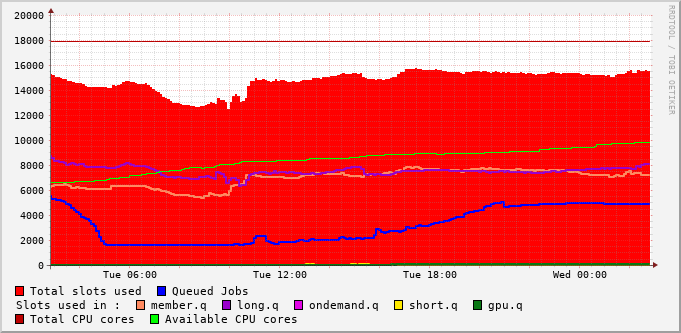 20000
18000
16000
14000
12000
10000
8000
6000
4000
2000
0
Tue 06:00 Tue 12:00 Tue 18:00 Wed 00:00
RRDTOOL / TOBI OETIKER
Total slots used Queued Jobs
Slots used in : member.q long.q ondemand.q short.q gpu.q
Total CPU cores Available CPU cores